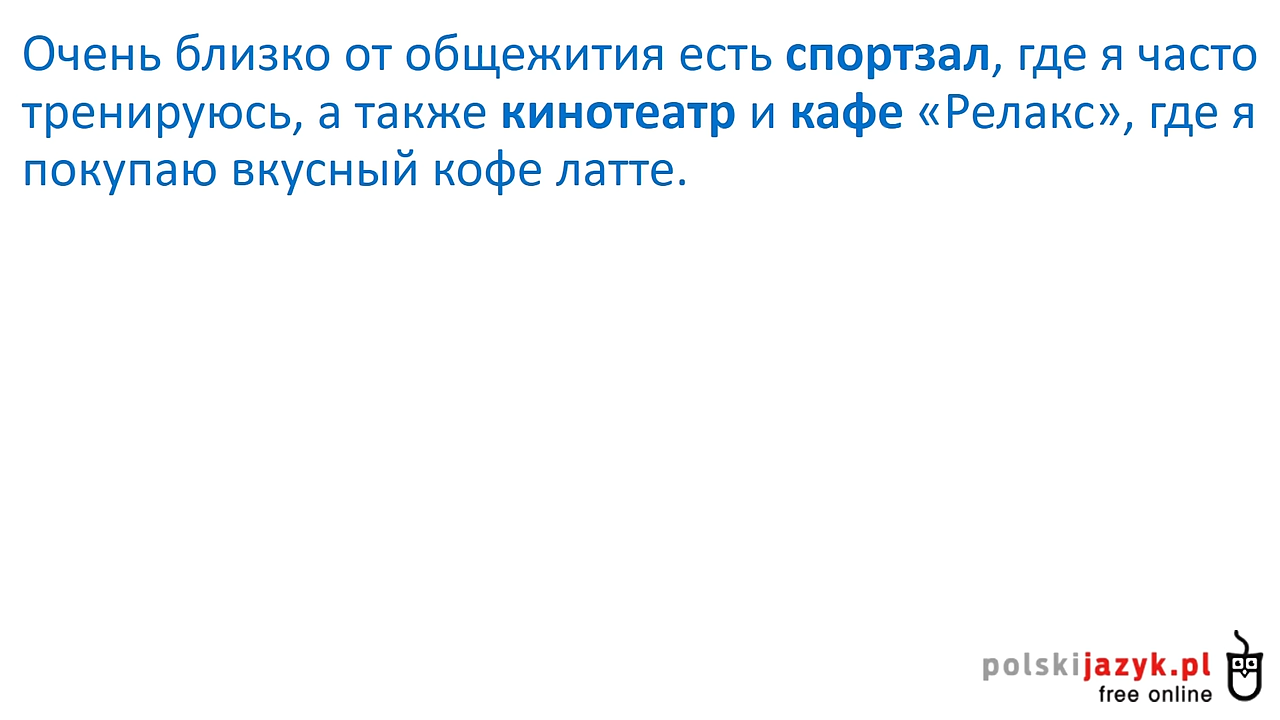 Очень близко от общежития есть спортзал, где я часто
тренируюсь, а также кинотеатр и кафе «Релакс», где я
покупаю вкусный кофе латте.
polskijazyk.pl
free online